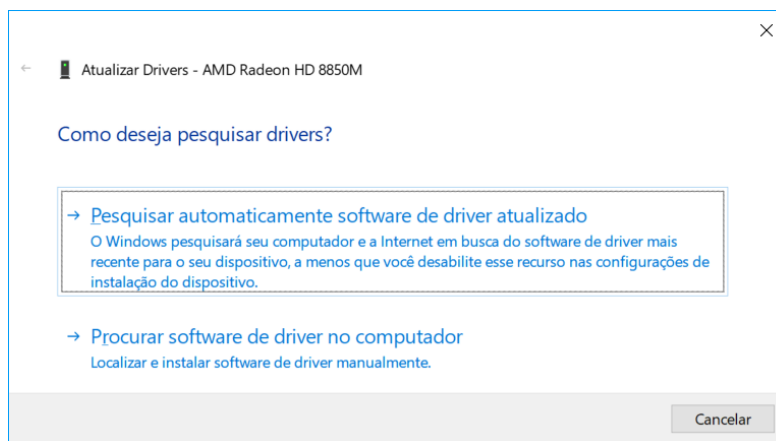 Atualizar Drivers - AMD Radeon HD 8850M
Como deseja pesquisar drivers?
Pesquisar automaticamente software de driver atualizado
O Windows pesquisará seu computador e a Internet em busca do software de driver mais
recente para o seu dispositivo, a menos que você desabilite esse recurso nas configurações de
instalação do dispositivo.
Procurar software de driver no computador
Localizar e instalar software de driver manualmente.
Cancelar